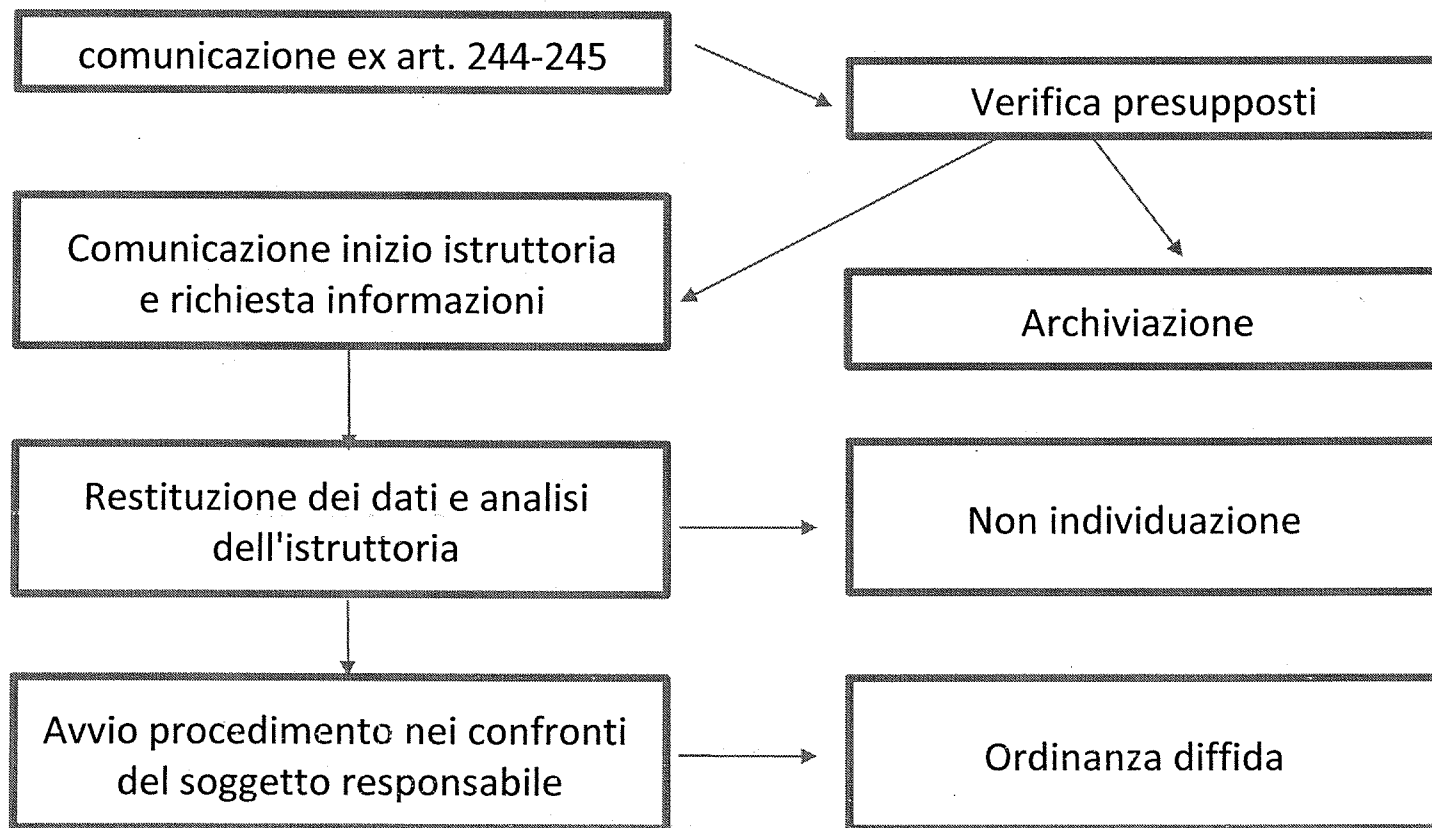 comunicazione ex art. 244-245
Verifica presupposti
Comunicazione inizio istruttoria
e richiesta informazioni
Archiviazione
Restituzione dei dati e analisi
dell'istruttoria
Non individuazione
Avvio procedimento nei confronti
del soggetto responsabile
Ordinanza diffida